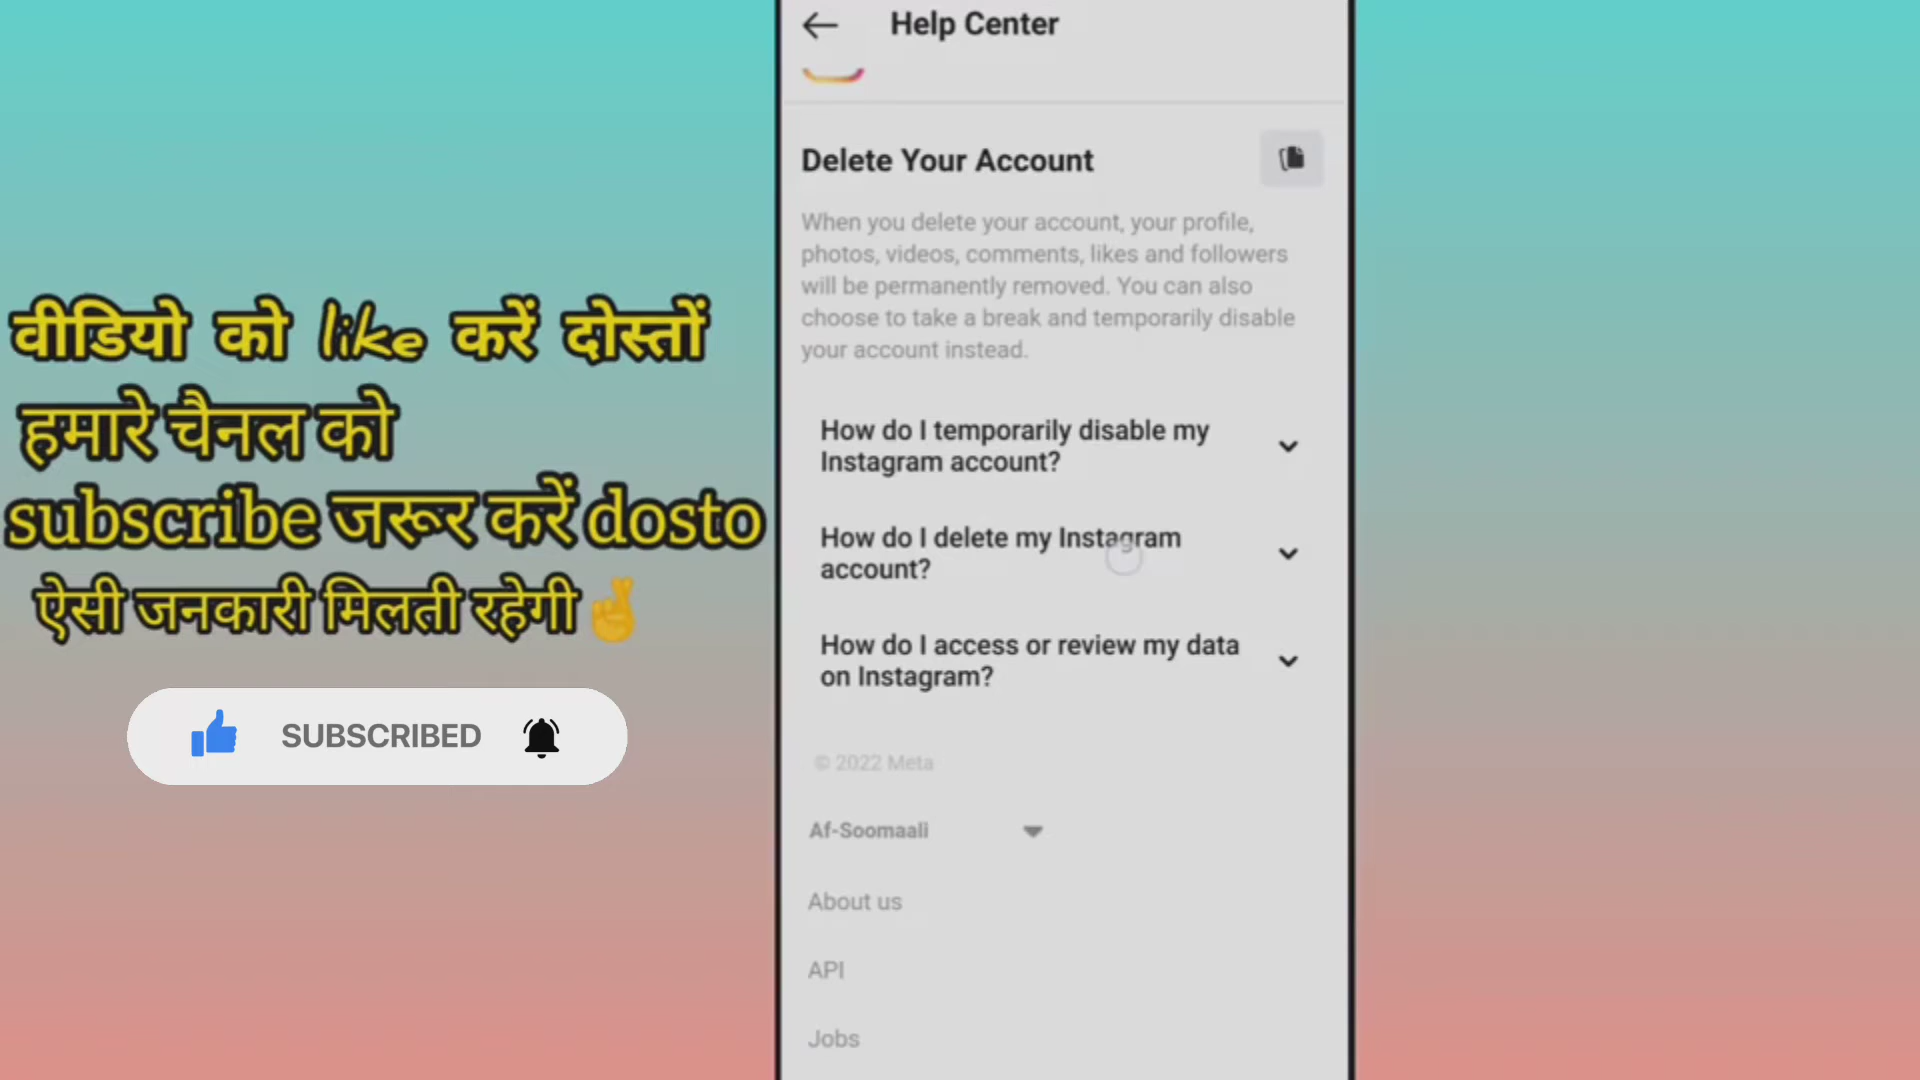 वीडियो को like करें दोस्तों
हमारे चैनल को
subscribe जरूर करें dosto
ऐसी जनकारी मिलती रहेगी🤞
SUBSCRIBED
Help Center
Delete Your Account
When you delete your account, your profile,
photos, videos, comments, likes and followers
will be permanently removed. You can also
choose to take a break and temporarily disable
your account instead.
How do I temporarily disable my
Instagram account?
How do I delete my Instagram
account?
How do I access or review my data
on Instagram?
© 2022 Meta
Af-Soomaali
About us
API
Jobs